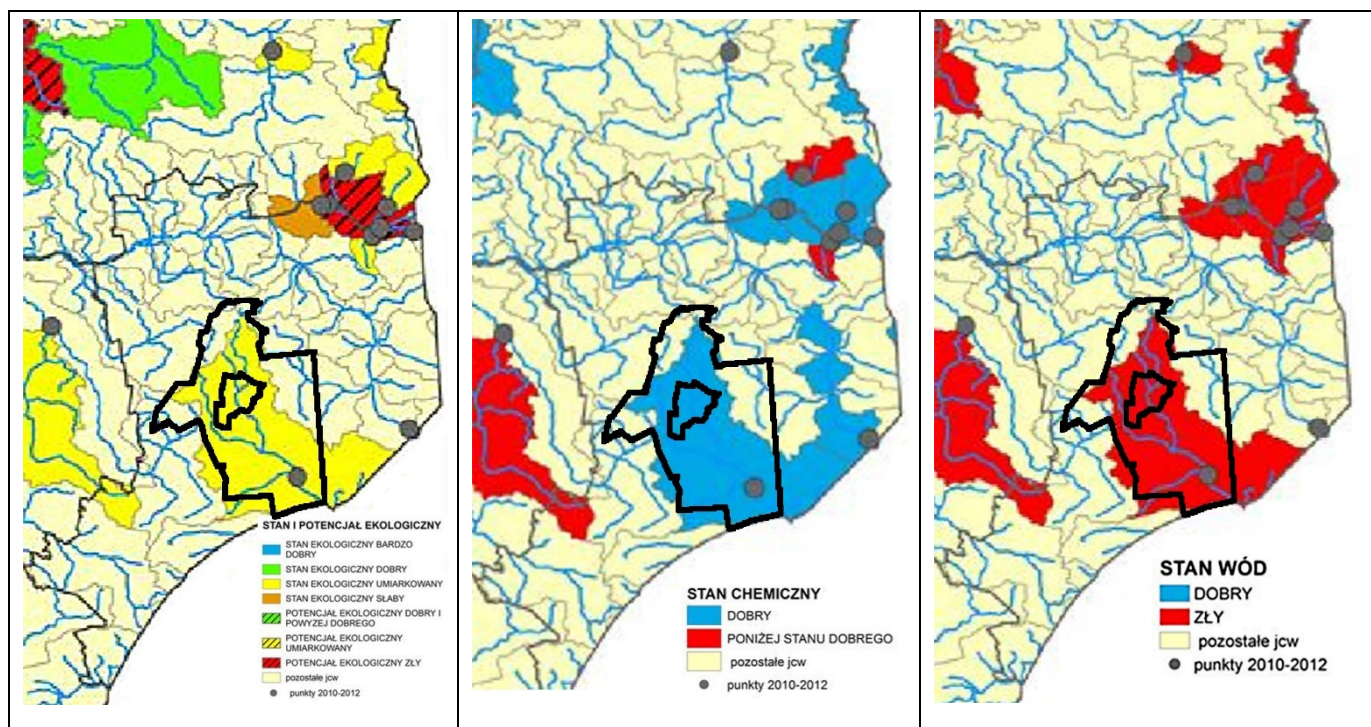 STAN I POTENCJAŁ EKOLOGICZNY
STAN EKOLOGICZNY BARDZO
DOBRY
STAN EKOLOGICZNY DOBRY
STAN EKOLOGICZNY UMIARKOWANY
STAN EKOLOGICZNY SŁABY
POTENCJAŁ EKOLOGICZNY DOBRY I
POWYZEJ DOBREGO
POTENCJAŁ EKOLOGICZNY
UMIARKOWANY
POTENCJAŁ EKOLOGICZNY ZŁY
pozostałe jcw
punkty 2010-2012
STAN CHEMICZNY
DOBRY
PONIŻEJ STANU DOBREGO
pozostałe jcw
punkty 2010-2012
STAN WÓD
DOBRY
ZŁY
pozostałe jcw
punkty 2010-2012